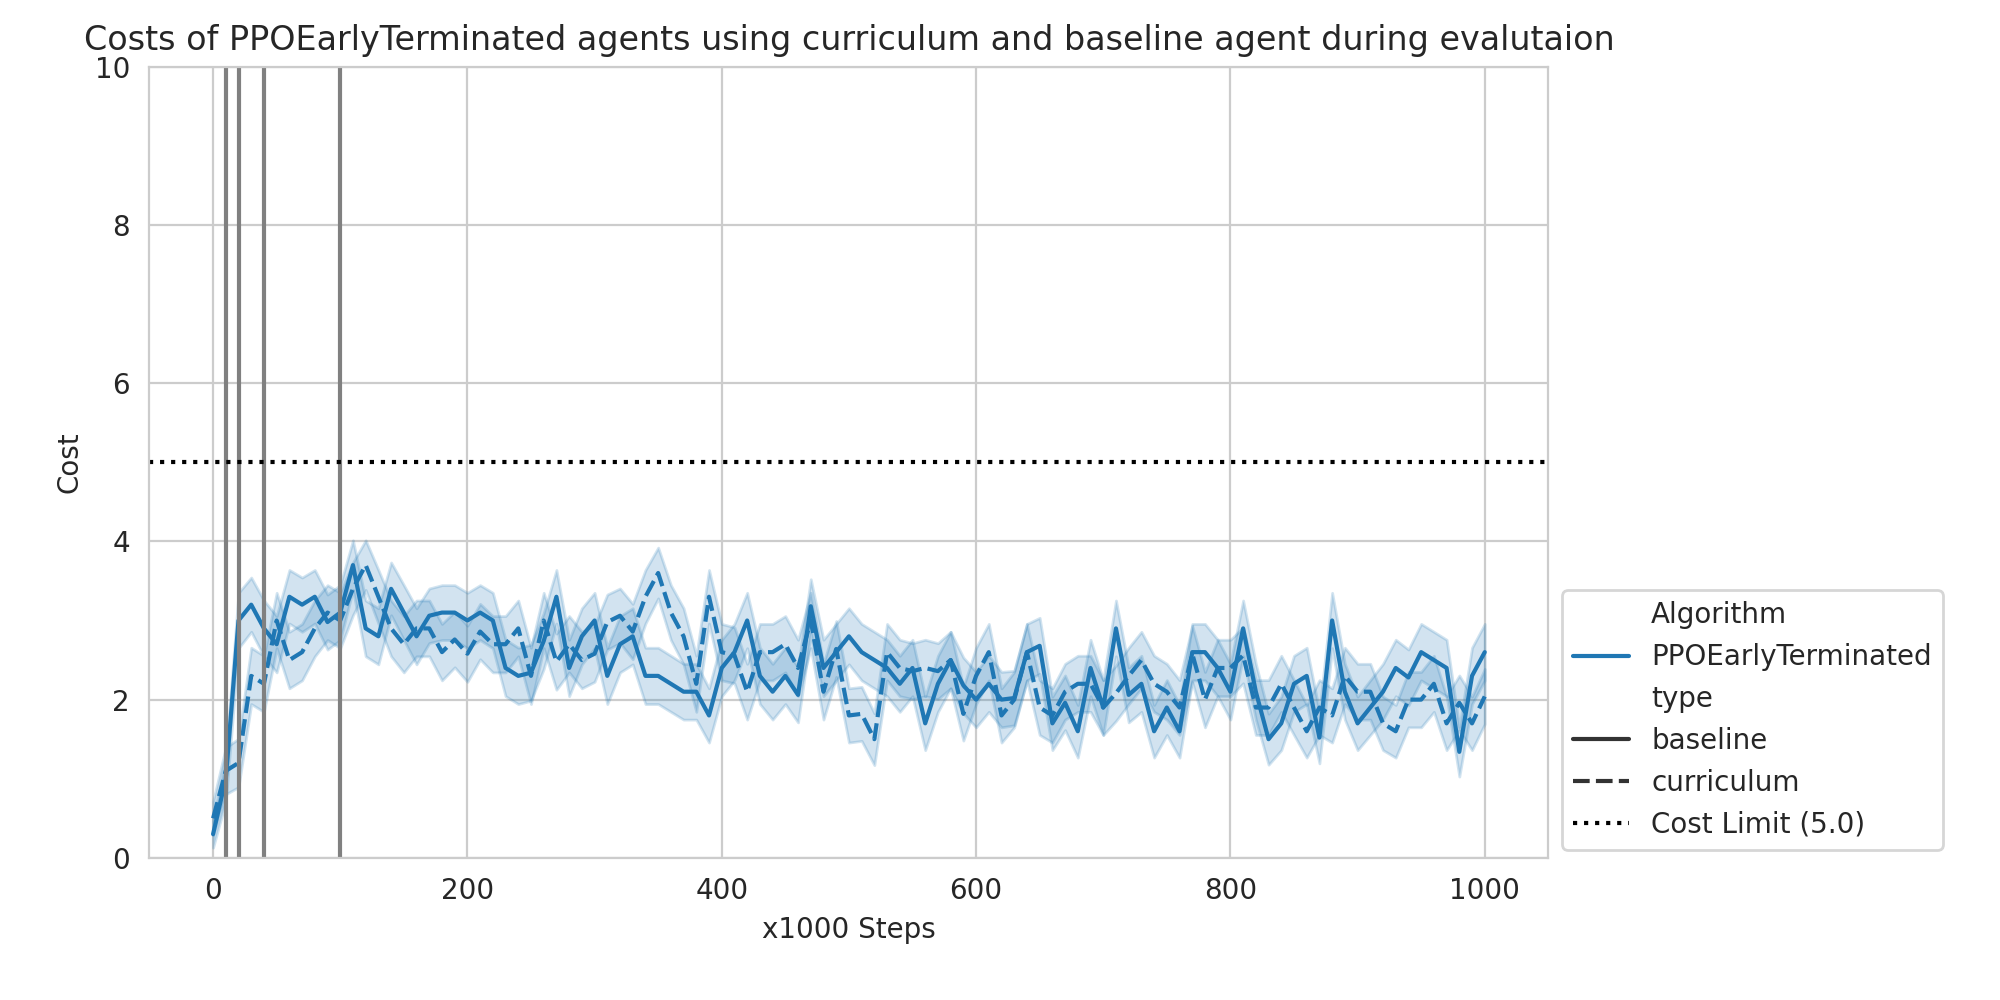 Costs of PPOEarlyTerminated agents using curriculum and baseline agent during evalutaion
10
8
6
4
2
0
Cost
0 200 400 600 800 1000
x1000 Steps
Algorithm
PPOEarlyTerminated
type
baseline
curriculum
Cost Limit (5.0)